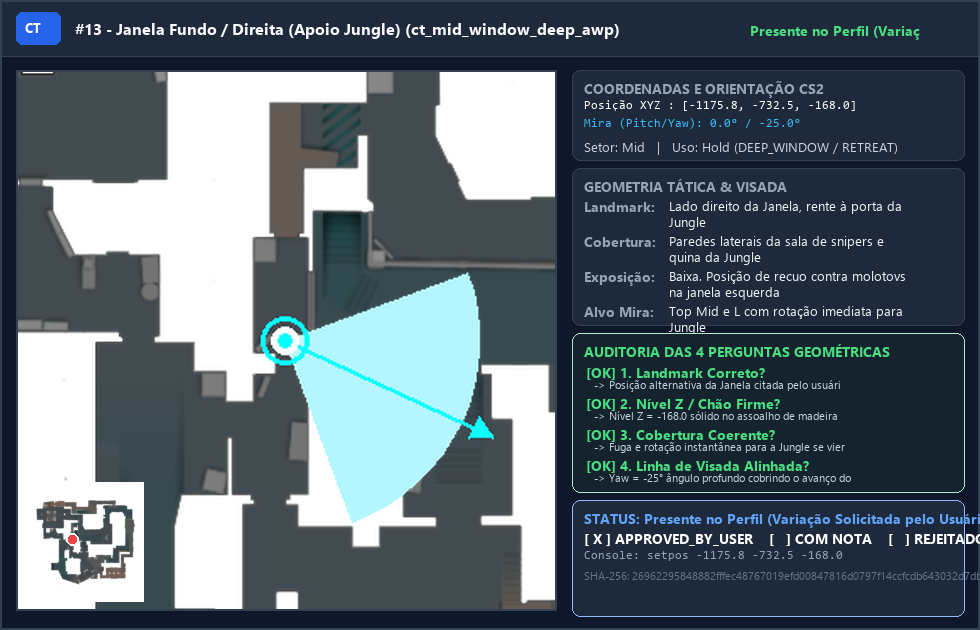 CT
#13 - Janela Fundo / Direita (Apoio Jungle) (ct_mid_window_deep_awp)
Presente no Perfil (Variaç
COORDENADAS E ORIENTAÇÃO CS2
Posição XYZ : [-1175.8, -732.5, -168.0]
Mira (Pitch/Yaw): 0.0° / -25.0°
Setor: Mid | Uso: Hold (DEEP_WINDOW / RETREAT)
GEOMETRIA TÁTICA & VISADA
Landmark: Lado direito da Janela, rente à porta da
Jungle
Cobertura: Paredes laterais da sala de snipers e
quina da Jungle
Exposição: Baixa. Posição de recuo contra molotovs
na janela esquerda
Alvo Mira: Top Mid e L com rotação imediata para
Jungle
AUDITORIA DAS 4 PERGUNTAS GEOMÉTRICAS
[OK] 1. Landmark Correto?
-> Posição alternativa da Janela citada pelo usuári
[OK] 2. Nível Z / Chão Firme?
-> Nível Z = -168.0 sólido no assoalho de madeira
[OK] 3. Cobertura Coerente?
-> Fuga e rotação instantânea para a Jungle se vier
[OK] 4. Linha de Visada Alinhada?
-> Yaw = -25° ângulo profundo cobrindo o avanço do
STATUS: Presente no Perfil (Variação Solicitada pelo Usuári
[ X ] APPROVED_BY_USER [ ] COM NOTA [ ] REJEITADO
Console: setpos -1175.8 -732.5 -168.0
SHA-256: 26962295848882fffec48767019efd00847816d0797f14ccfcdb643032d7db